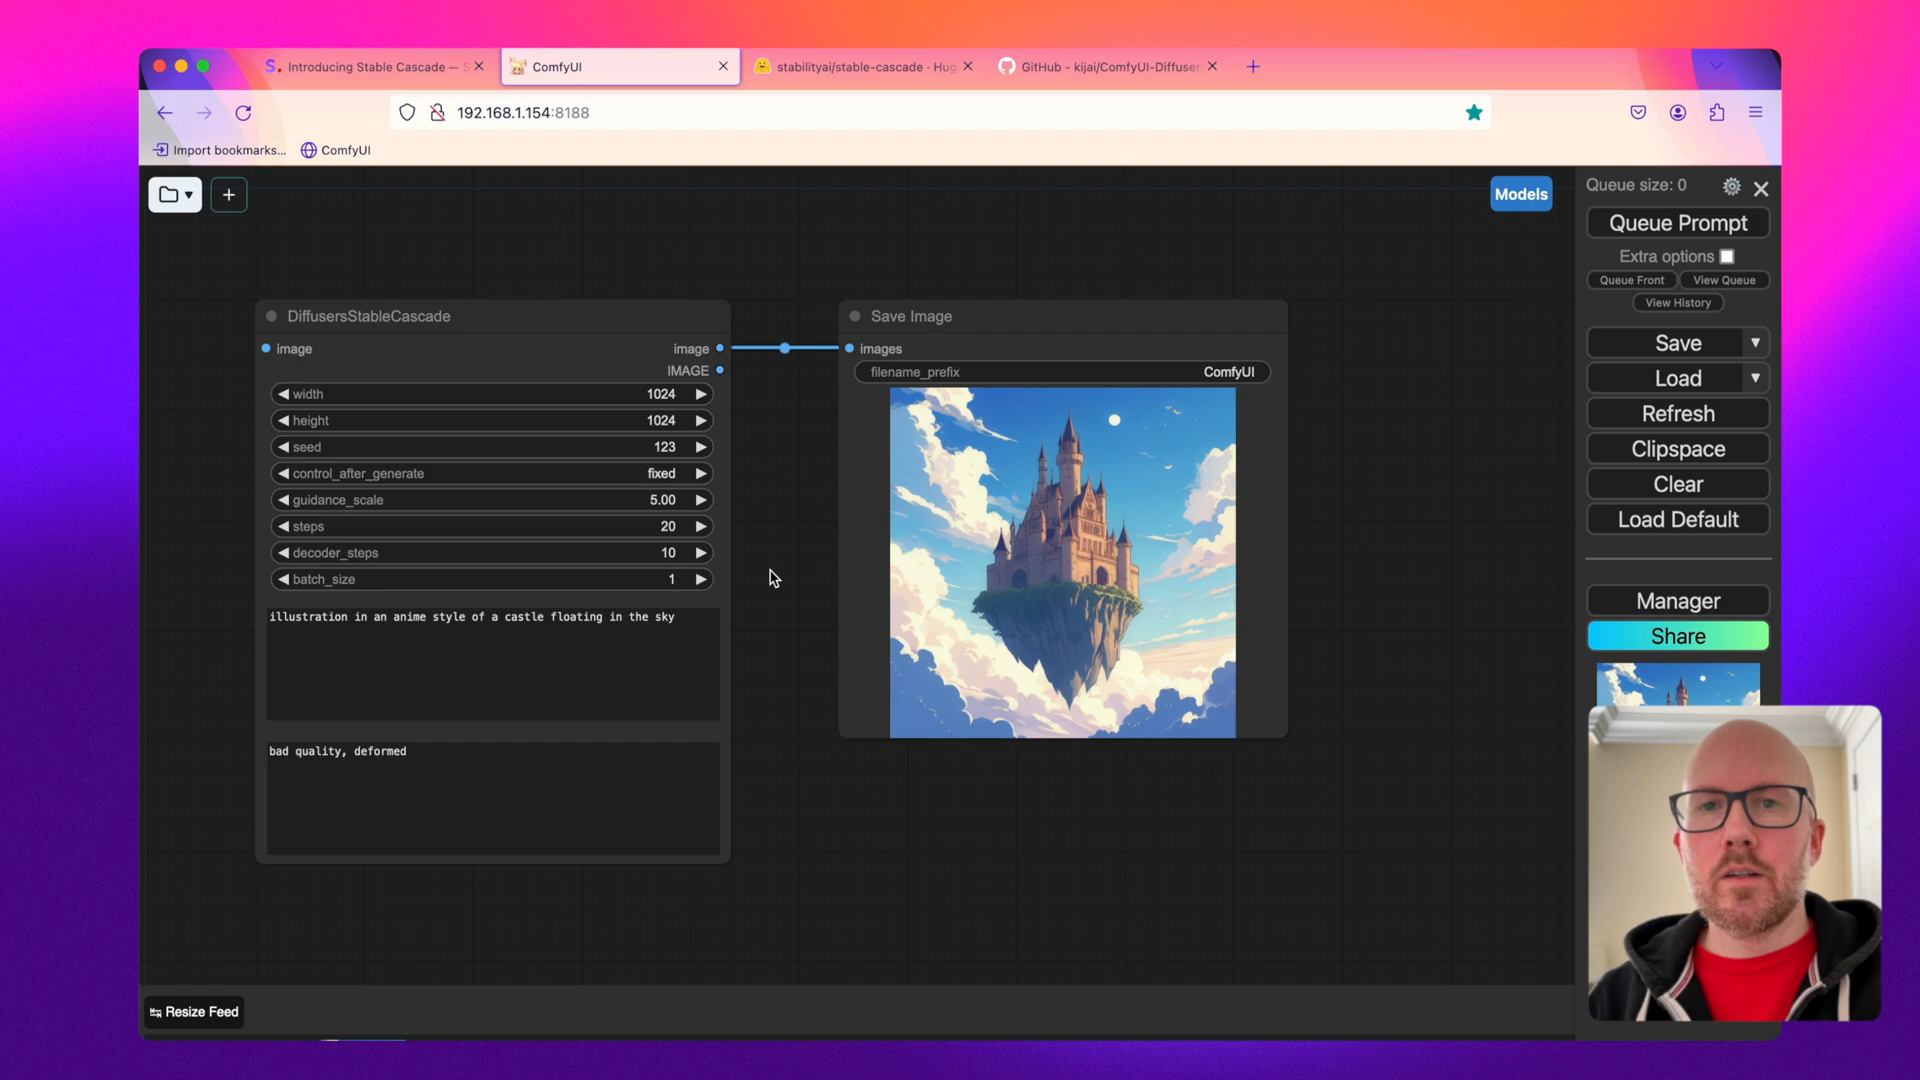 S. Introducing Stable Cascade — S
ComfyUI
stabilityai/stable-cascade · Hug
GitHub - kijai/ComfyUI-Diffuser
192.168.1.154:8188
Import bookmarks...
ComfyUI
Models
Queue size: 0
Queue Prompt
Extra options
Queue Front
View Queue
View History
Save
Load
Refresh
Clipspace
Clear
Load Default
Manager
Share
DiffusersStableCascade
image
image
IMAGE
width 1024
height 1024
seed 123
control_after_generate fixed
guidance_scale 5.00
steps 20
decoder_steps 10
batch_size 1
illustration in an anime style of a castle floating in the sky
bad quality, deformed
Save Image
images
filename_prefix ComfyUI
Resize Feed